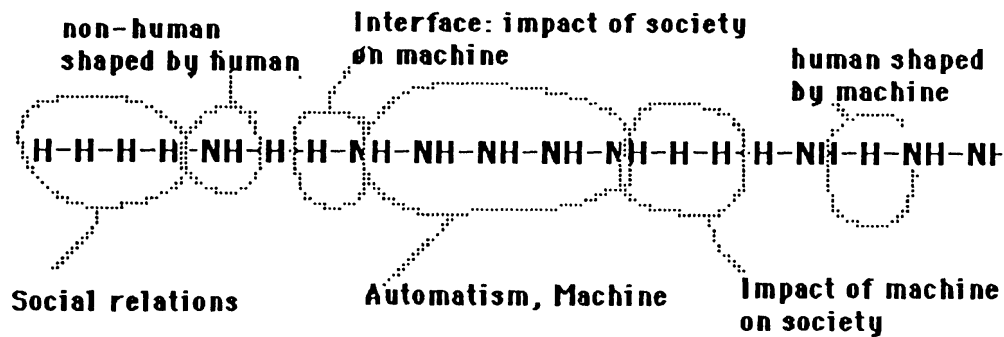 non-human
shaped by human
Interface: impact of society
on machine
human shaped
by machine
H-H-H-H-NH-H-H-NH-NH-NH-NH-NH-H-H-H-NH-H-NH-NH
Social relations
Automatism, Machine
Impact of machine
on society